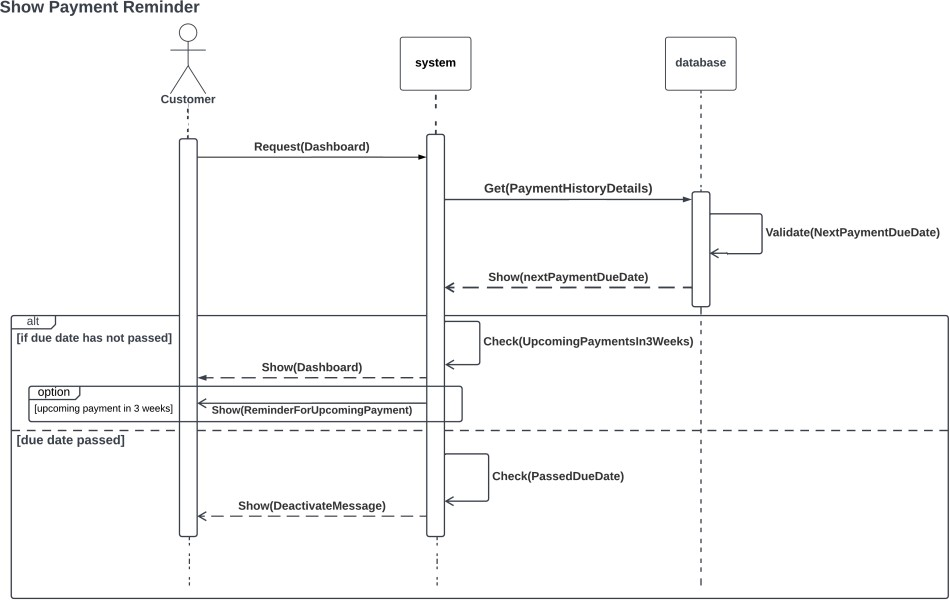 Show Payment Reminder
Customer
system
database
Request(Dashboard)
Get(PaymentHistoryDetails)
Validate(NextPaymentDueDate)
Show(nextPaymentDueDate)
alt
[if due date has not passed]
Check(UpcomingPaymentsIn3Weeks)
Show(Dashboard)
option
[upcoming payment in 3 weeks]
Show(ReminderForUpcomingPayment)
[due date passed]
Check(PassedDueDate)
Show(DeactivateMessage)